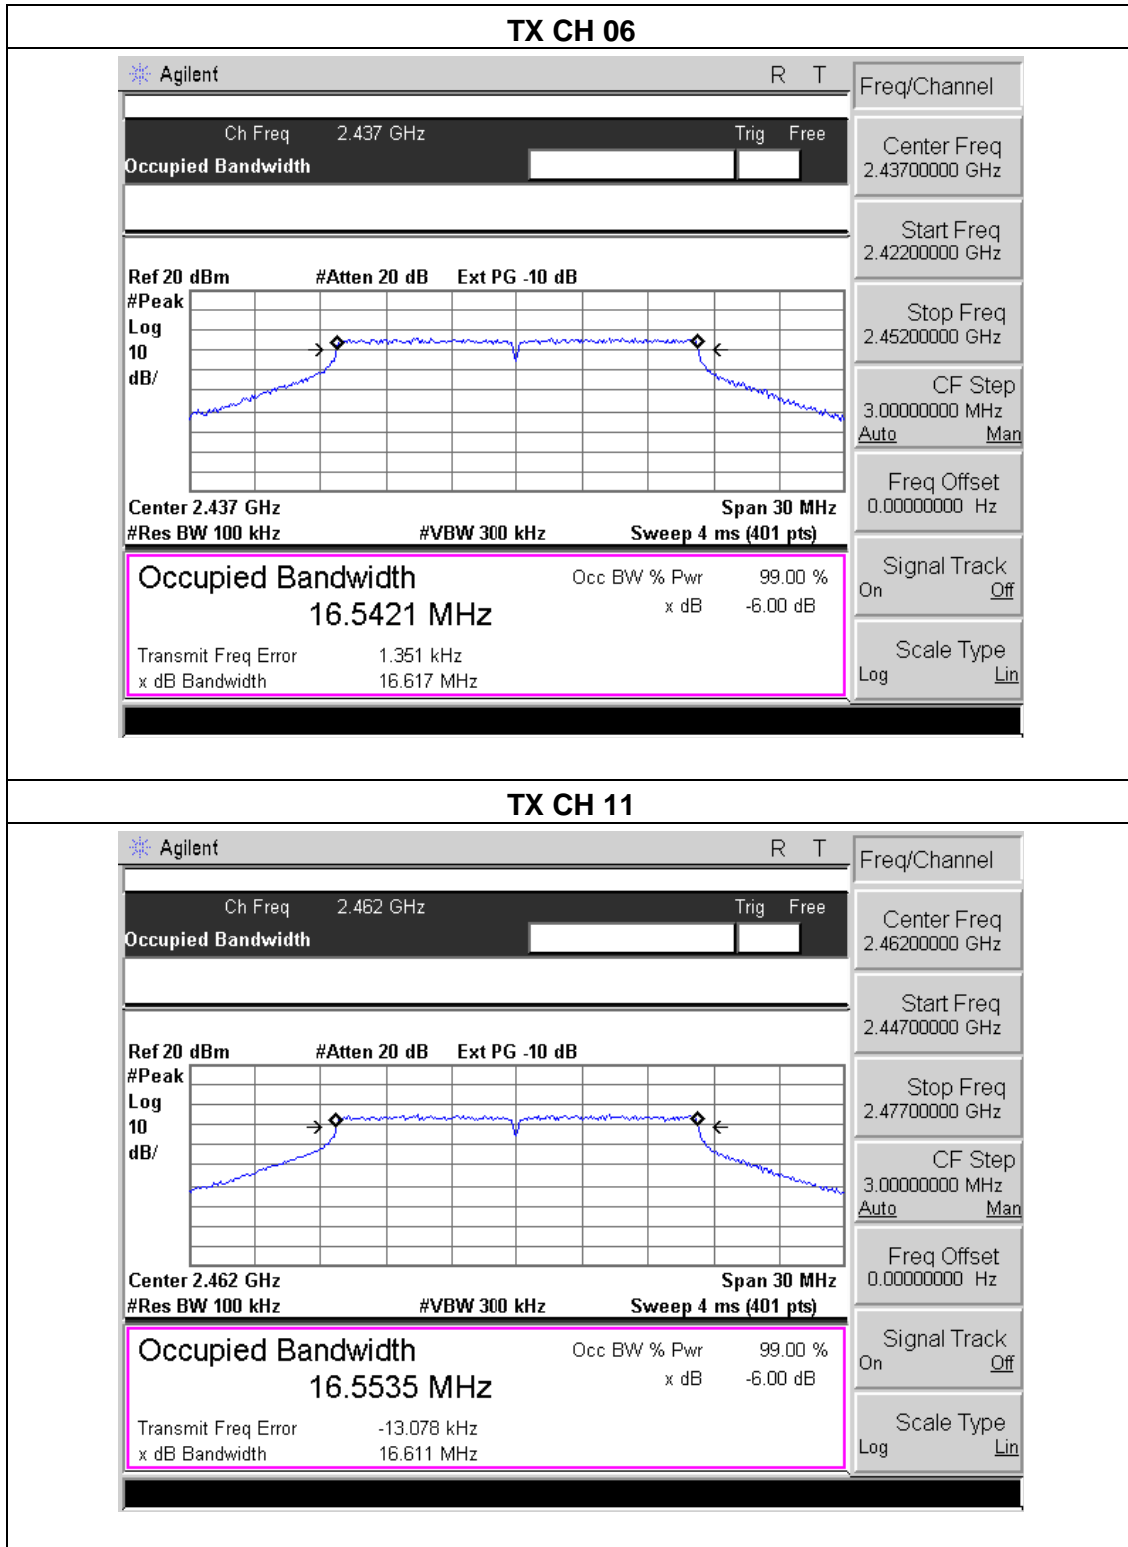 TX CH 06
Agilent R T
Freq/Channel
Ch Freq 2.437 GHz Trig Free
Occupied Bandwidth
Center Freq
2.43700000 GHz
Start Freq
2.42200000 GHz
Stop Freq
2.45200000 GHz
CF Step
3.00000000 MHz
Auto Man
Freq Offset
0.00000000 Hz
Signal Track
On Off
Scale Type
Log Lin
Ref 20 dBm #Atten 20 dB Ext PG -10 dB
#Peak
Log
10
dB/
Center 2.437 GHz Span 30 MHz
#Res BW 100 kHz #VBW 300 kHz Sweep 4 ms (401 pts)
Occupied Bandwidth Occ BW % Pwr 99.00 %
16.5421 MHz x dB -6.00 dB
Transmit Freq Error 1.351 kHz
x dB Bandwidth 16.617 MHz
TX CH 11
Agilent R T
Freq/Channel
Ch Freq 2.462 GHz Trig Free
Occupied Bandwidth
Center Freq
2.46200000 GHz
Start Freq
2.44700000 GHz
Stop Freq
2.47700000 GHz
CF Step
3.00000000 MHz
Auto Man
Freq Offset
0.00000000 Hz
Signal Track
On Off
Scale Type
Log Lin
Ref 20 dBm #Atten 20 dB Ext PG -10 dB
#Peak
Log
10
dB/
Center 2.462 GHz Span 30 MHz
#Res BW 100 kHz #VBW 300 kHz Sweep 4 ms (401 pts)
Occupied Bandwidth Occ BW % Pwr 99.00 %
16.5535 MHz x dB -6.00 dB
Transmit Freq Error -13.078 kHz
x dB Bandwidth 16.611 MHz